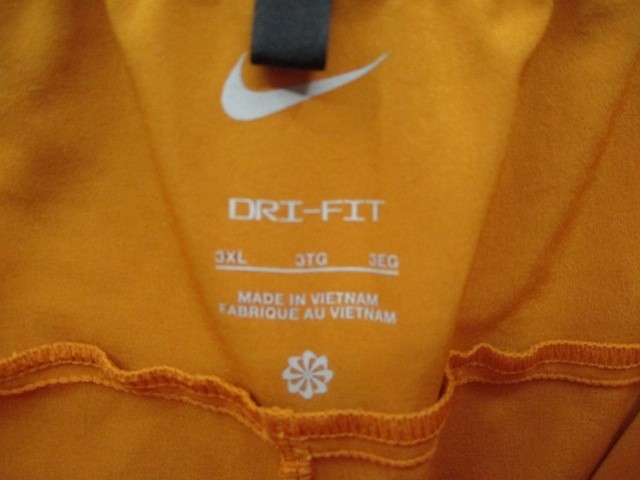 DRI-FIT
3XL 3TG 3EG
MADE IN VIETNAM
FABRIQUE AU VIETNAM